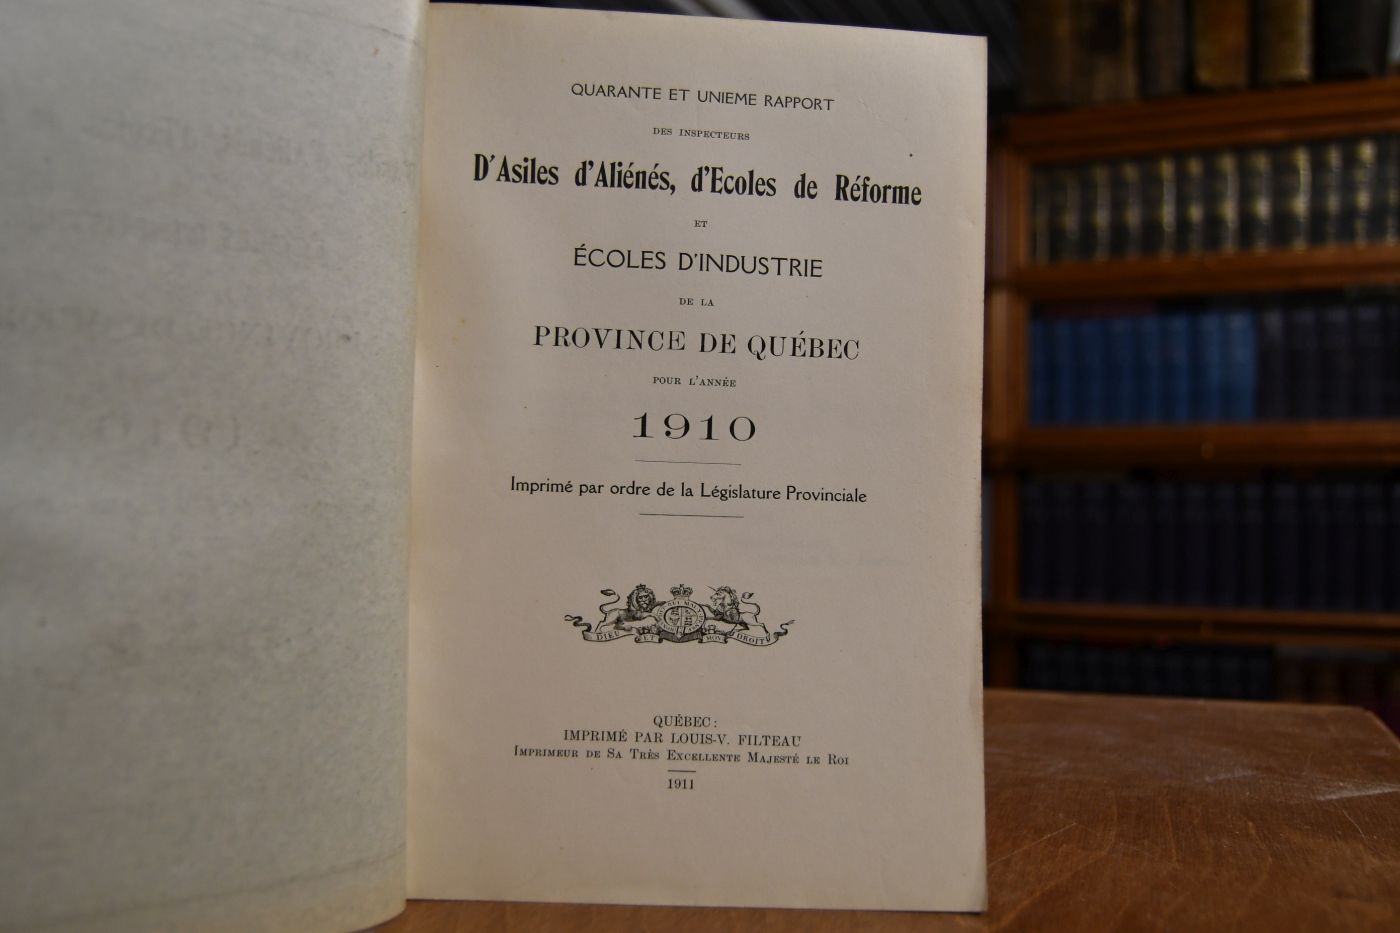 QUARANTE ET UNIEME RAPPORT
DES INSPECTEURS
D'Asiles d'Aliénés, d'Ecoles de Réforme
ET
ÉCOLES D'INDUSTRIE
DE LA
PROVINCE DE QUÉBEC
POUR L'ANNÉE
1910
Imprimé par ordre de la Législature Provinciale
DIEU ET MON DROIT
QUÉBEC:
IMPRIMÉ PAR LOUIS-V. FILTEAU
IMPRIMEUR DE SA TRÈS EXCELLENTE MAJESTÉ LE ROI
1911